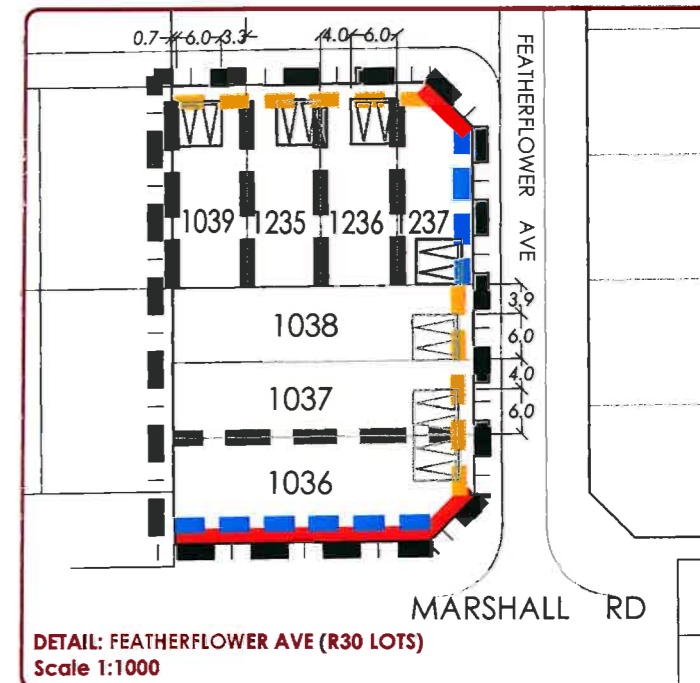 0.7 6.0 3.3 4.0 6.0
FEATHERFLOWER AVE
1039 1235 1236 237
3.9
6.0
4.0
6.0
1038
1037
1036
MARSHALL RD
DETAIL: FEATHERFLOWER AVE (R30 LOTS)
Scale 1:1000